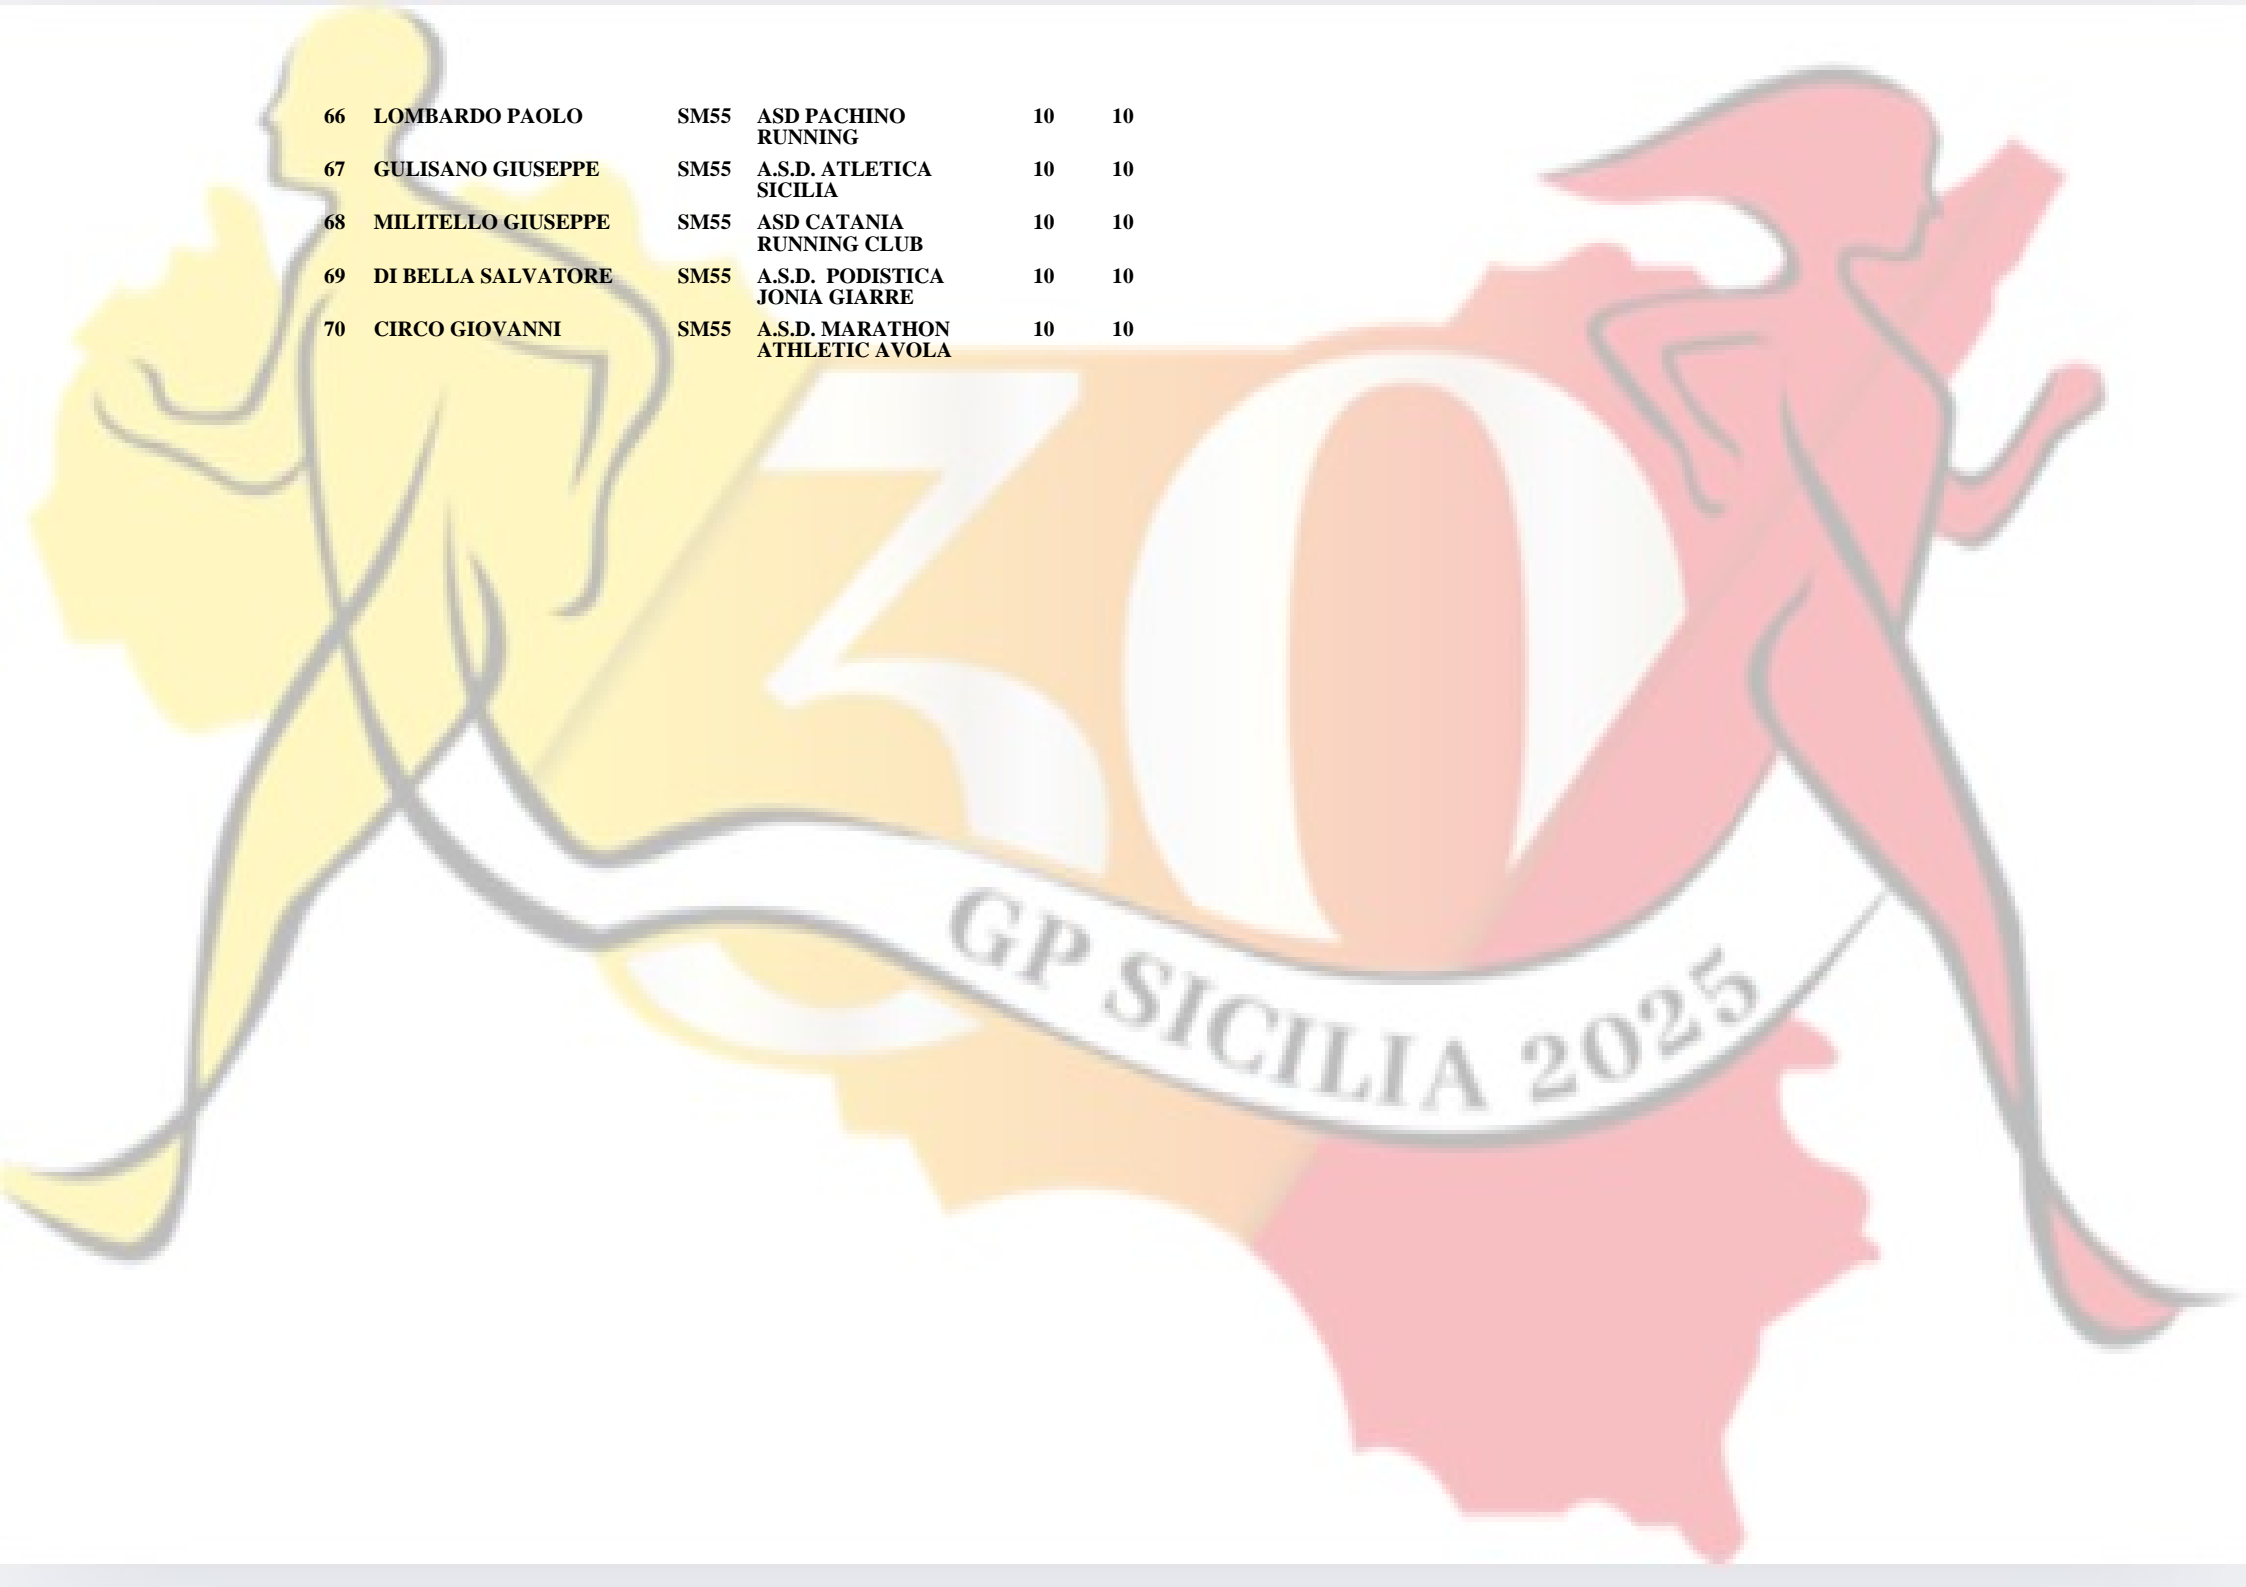 66 LOMBARDO PAOLO SM55 ASD PACHINO 10 10
RUNNING
67 GULISANO GIUSEPPE SM55 A.S.D. ATLETICA 10 10
SICILIA
68 MILITELLO GIUSEPPE SM55 ASD CATANIA 10 10
RUNNING CLUB
69 DI BELLA SALVATORE SM55 A.S.D. PODISTICA 10 10
JONIA GIARRE
70 CIRCO GIOVANNI SM55 A.S.D. MARATHON 10 10
ATHLETIC AVOLA
30
GP SICILIA 2025